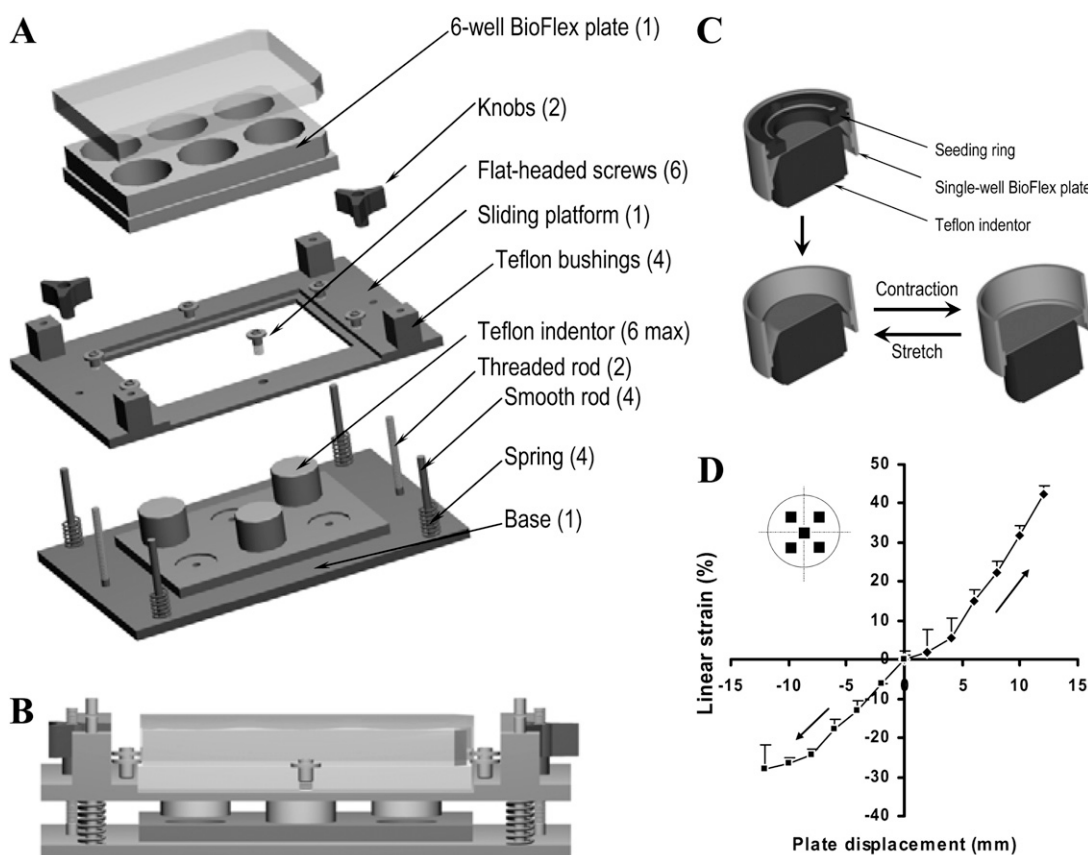 A
6-well BioFlex plate (1)
Knobs (2)
Flat-headed screws (6)
Sliding platform (1)
Teflon bushings (4)
Teflon indentor (6 max)
Threaded rod (2)
Smooth rod (4)
Spring (4)
Base (1)
B
C
Seeding ring
Single-well BioFlex plate
Teflon indentor
Contraction
Stretch
D
Linear strain (%)
50
40
30
20
10
0
-10
-20
-30
-40
-15 -10 -5 0 5 10 15
Plate displacement (mm)